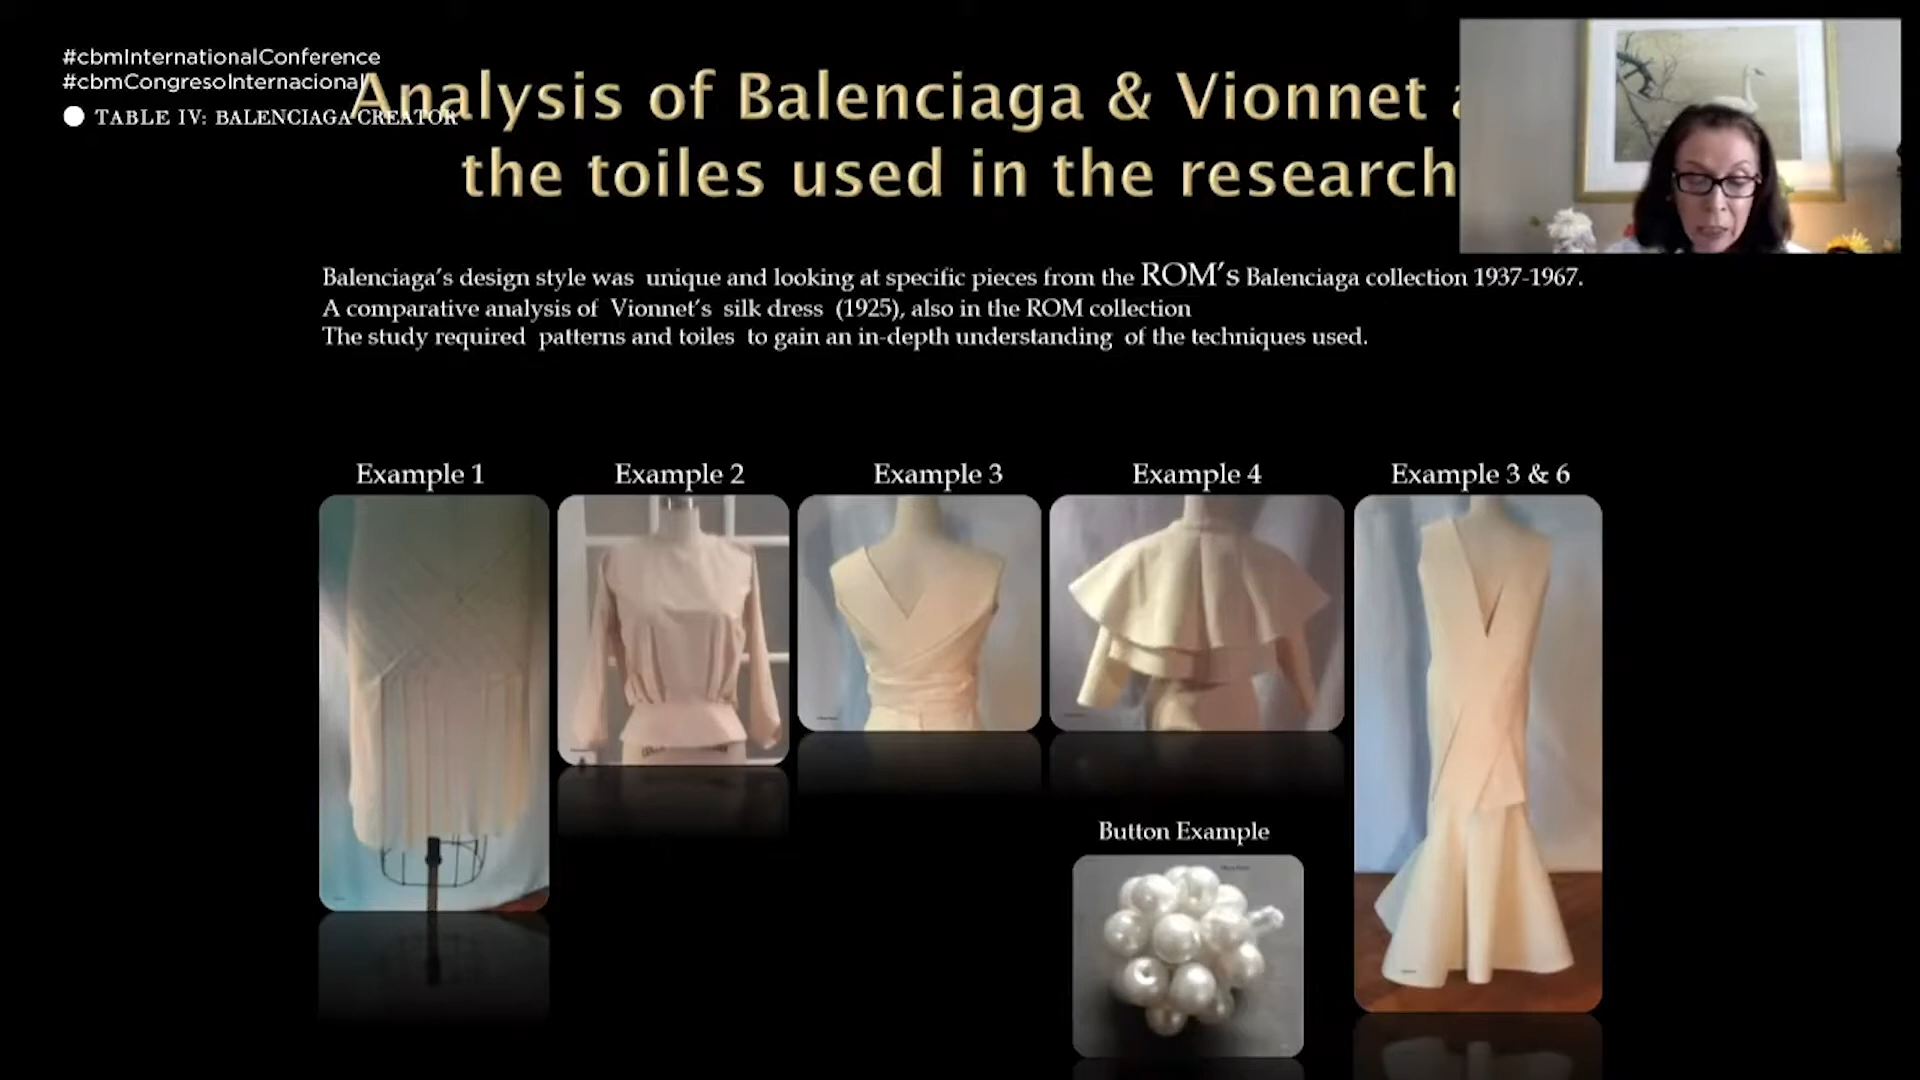 #cbmInternationalConference
#cbmCongresoInternacional
TABLE IV: BALENCIAGA CREATOR
Analysis of Balenciaga & Vionnet
the toiles used in the research
Balenciaga's design style was unique and looking at specific pieces from the ROM's Balenciaga collection 1937-1967.
A comparative analysis of Vionnet's silk dress (1925), also in the ROM collection
The study required patterns and toiles to gain an in-depth understanding of the techniques used.
Example 1
Example 2
Example 3
Example 4
Example 3 & 6
Button Example